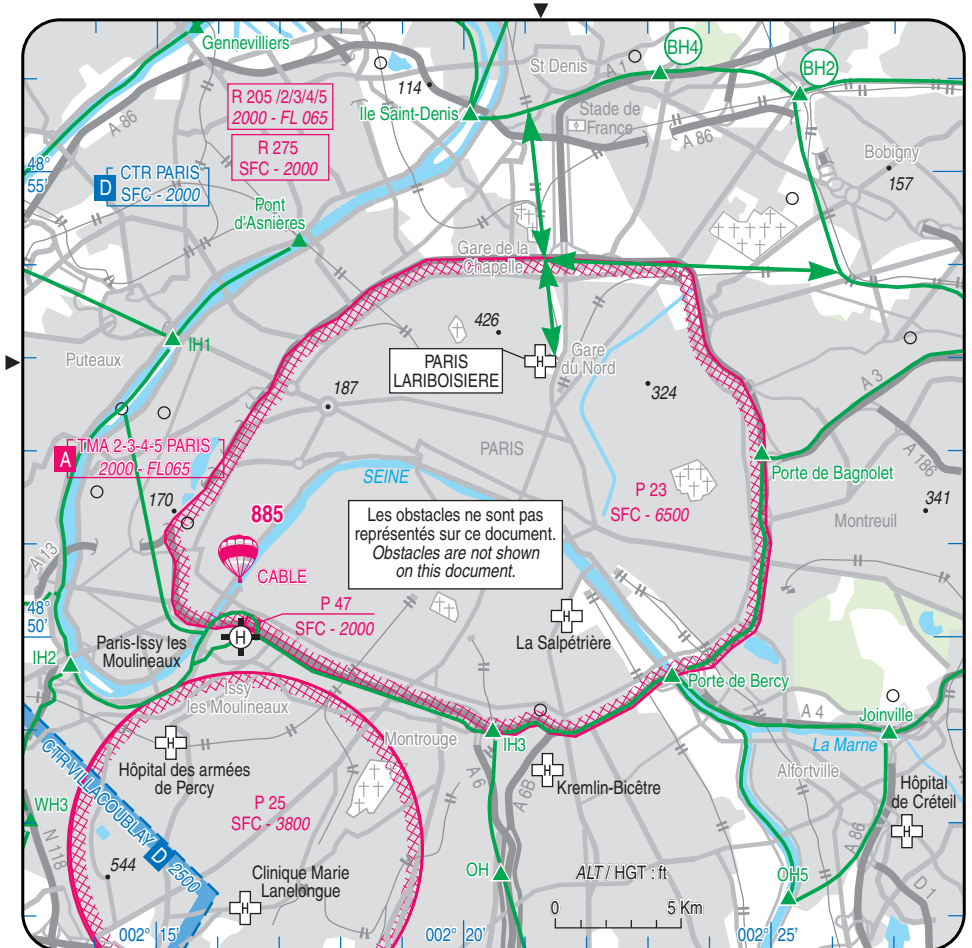 Gennevilliers
St Denis
A 1
BH4
BH2
114
R 205 /2/3/4/5
2000 - FL 065
Ile Saint-Denis
Stade de
France
A 86
A 86
R 275
SFC - 2000
Bobigny
157
48°
55'
D
CTR PARIS
SFC - 2000
Pont
d'Asnières
Gare de la
Chapelle
426
IH1
Puteaux
PARIS
LARIBOISIERE
H
Gare
du Nord
324
A 3
187
PARIS
A
TMA 2-3-4-5 PARIS
2000 - FL065
SEINE
Porte de Bagnolet
A 186
170
P 23
SFC - 6500
341
Montreuil
885
CABLE
Les obstacles ne sont pas
représentés sur ce document.
Obstacles are not shown
on this document.
A 13
48°
50'
P 47
SFC - 2000
H
La Salpêtrière
Paris-Issy les
Moulineaux
H
IH2
Issy
les Moulineaux
Porte de Bercy
A 4
Joinville
Montrouge
IH3
La Marne
H
Hôpital des armées
de Percy
A 6
A 6B
H
Kremlin-Bicêtre
Alfortville
Hôpital
de Créteil
H
CTR VILLACOUBLAY D 2500
WH3
N 118
P 25
SFC - 3800
A 86
544
Clinique Marie
Lanelongue
H
OH
ALT / HGT : ft
OH5
D1
0 5 Km
002° 15'
002° 20'
002° 25'